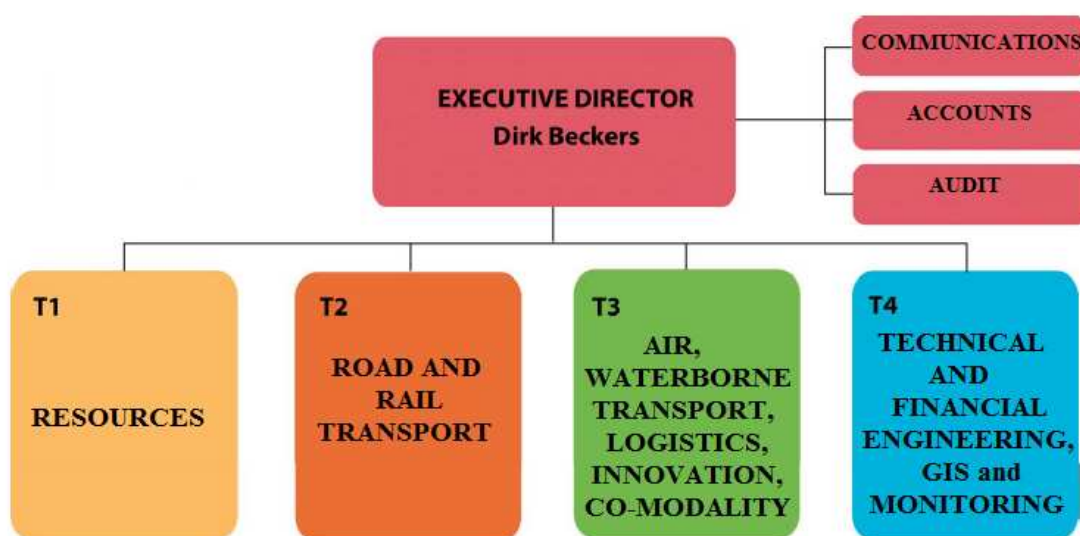 EXECUTIVE DIRECTOR
Dirk Beckers
COMMUNICATIONS
ACCOUNTS
AUDIT
T1
RESOURCES
T2
ROAD AND
RAIL
TRANSPORT
T3
AIR,
WATERBORNE
TRANSPORT,
LOGISTICS,
INNOVATION,
CO-MODALITY
T4
TECHNICAL
AND
FINANCIAL
ENGINEERING,
GIS and
MONITORING